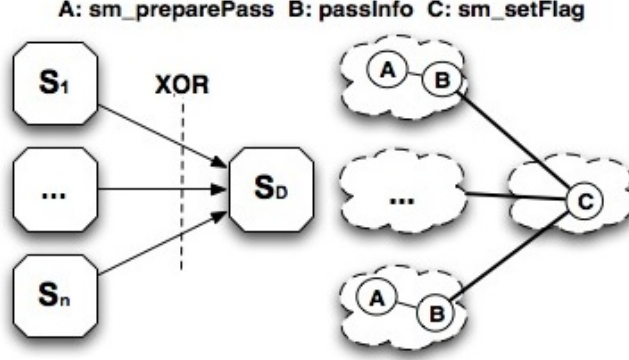 A: sm_preparePass B: passInfo C: sm_setFlag
S1
XOR
A
B
...
SD
...
C
Sn
A
B